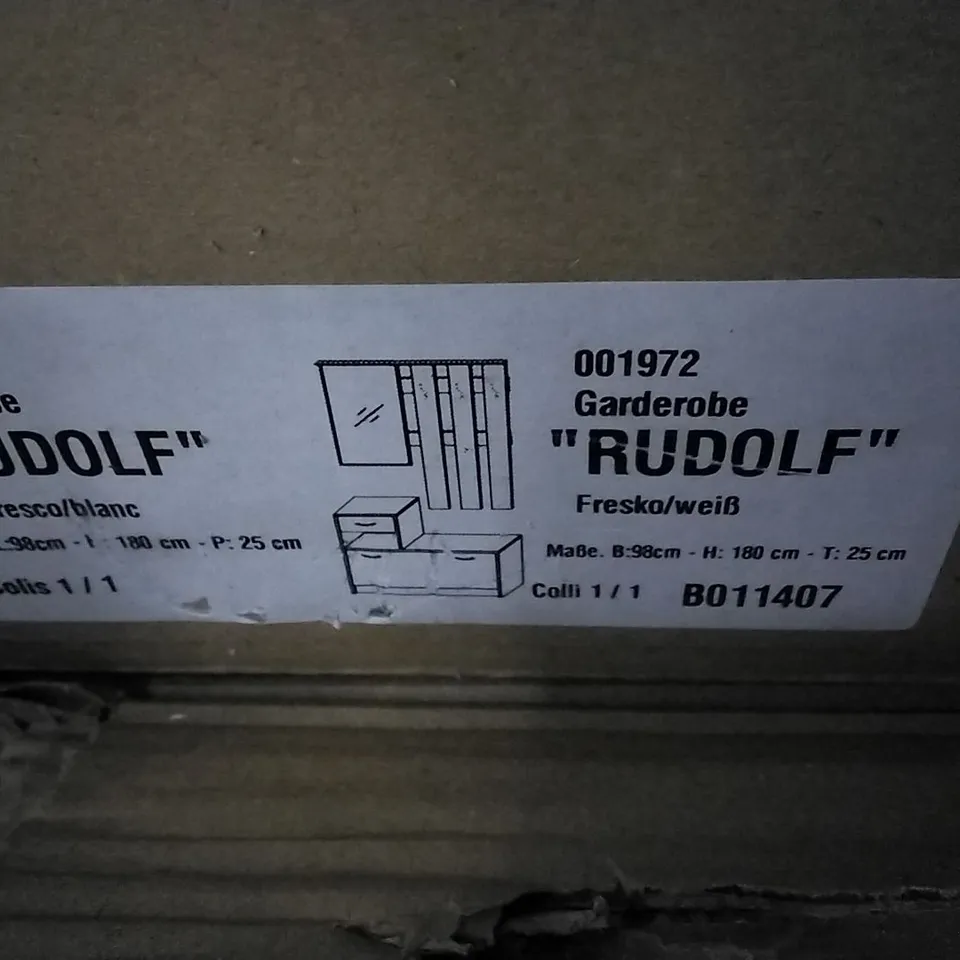 e
UDOLF"
resco/blanc
98cm - 180 cm - P: 25 cm
olis 1 / 1
001972
Garderobe
"RUDOLF"
Fresko/weiß
Maße. B:98cm - H: 180 cm - T: 25 cm
Colli 1 / 1 B011407